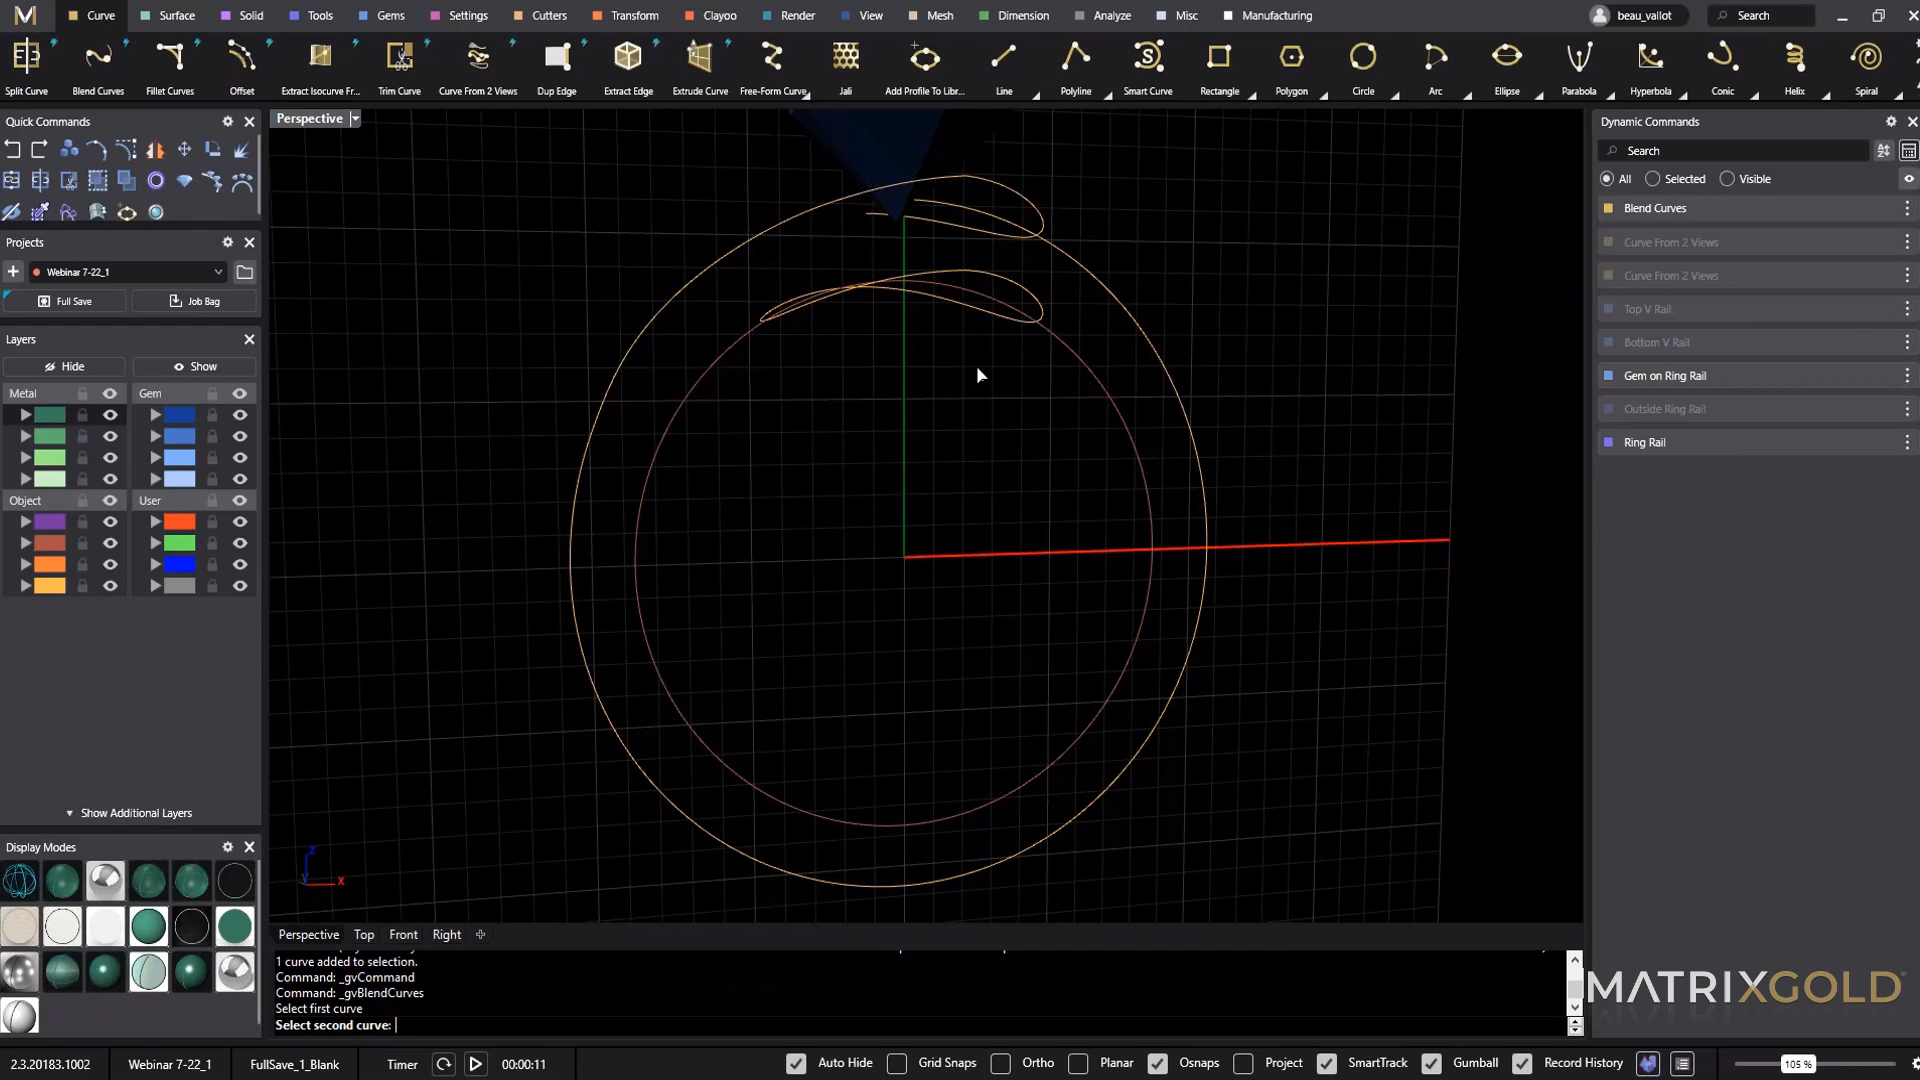 Curve Surface Solid Tools Gems Settings Cutters Transform Clayoo Render View Mesh Dimension Analyze Misc Manufacturing beau_vallot Search
Split Curve Blend Curves Fillet Curves Offset Extract Isocurve Fr... Trim Curve Curve From 2 Views Dup Edge Extract Edge Extrude Curve Free-Form Curve Jali Add Profile To Libr... Line Polyline Smart Curve Rectangle Polygon Circle Arc Ellipse Parabola Hyperbola Conic Helix Spiral
Quick Commands
Perspective
Dynamic Commands
Search
All Selected Visible
Blend Curves
Curve From 2 Views
Curve From 2 Views
Top V Rail
Bottom V Rail
Gem on Ring Rail
Outside Ring Rail
Ring Rail
Projects
Webinar 7-22_1
Full Save Job Bag
Layers
Hide Show
Metal Gem
Object User
Show Additional Layers
Display Modes
z
x
Perspective Top Front Right
1 curve added to selection.
Command: _gvCommand
Command: _gvBlendCurves
Select first curve
Select second curve:
MATRIXGOLD
2.3.20183.1002 Webinar 7-22_1 FullSave_1_Blank Timer 00:00:11 Auto Hide Grid Snaps Ortho Planar Osnaps Project SmartTrack Gumball Record History 105 %